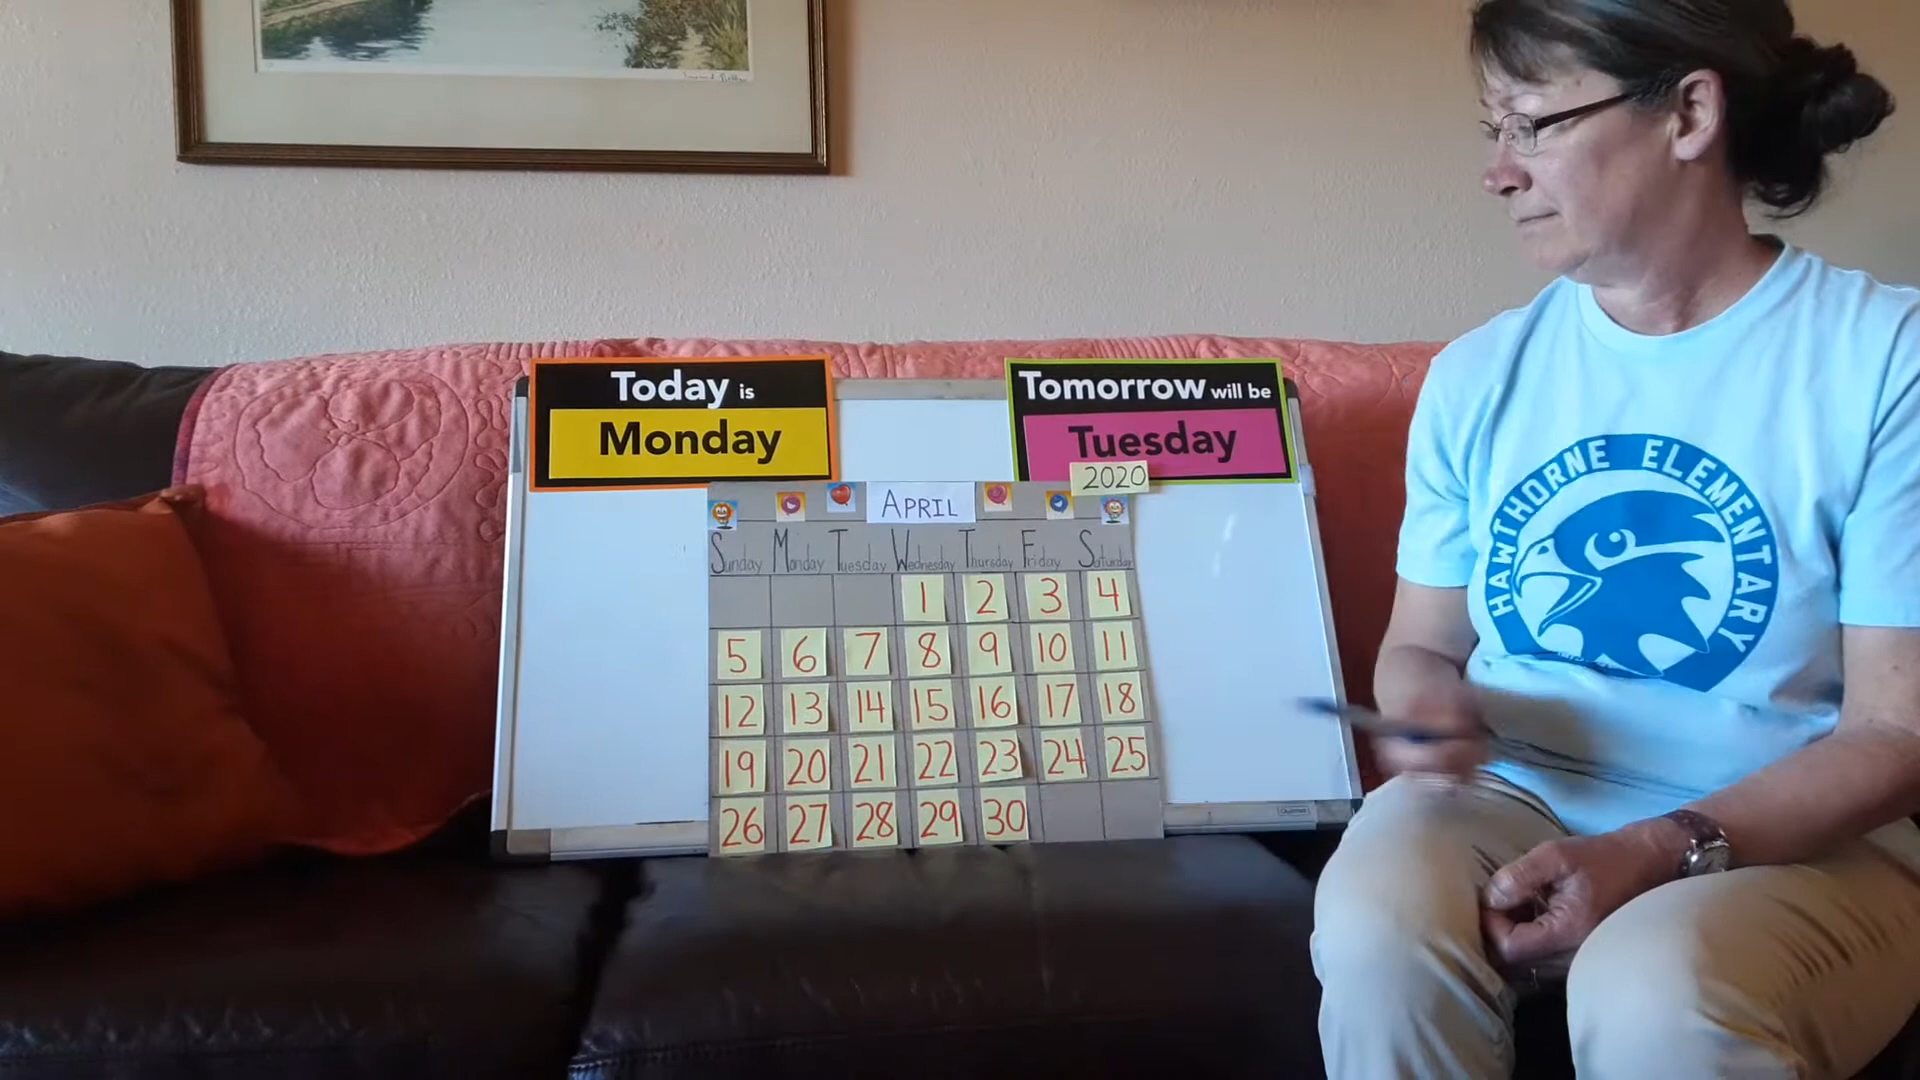 Today is
Monday
Tomorrow will be
Tuesday
2020
APRIL
Sunday Monday Tuesday Wednesday Thursday Friday Saturday
1 2 3 4
5 6 7 8 9 10 11
12 13 14 15 16 17 18
19 20 21 22 23 24 25
26 27 28 29 30
HAWTHORNE ELEMENTARY